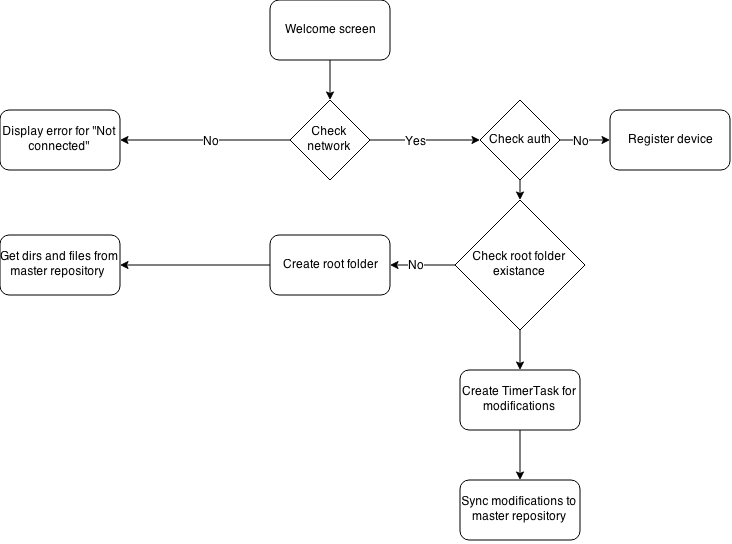 Welcome screen
Check
network
Display error for "Not
connected"
No
Yes
Check auth
No
Register device
Get dirs and files from
master repository
Create root folder
No
Check root folder
existance
Create TimerTask for
modifications
Sync modifications to
master repository